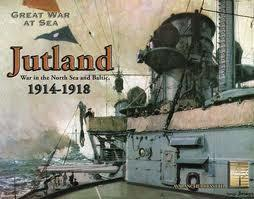 GREAT WAR
AT SEA
Jutland
War in the North Sea and Baltic,
1914-1918